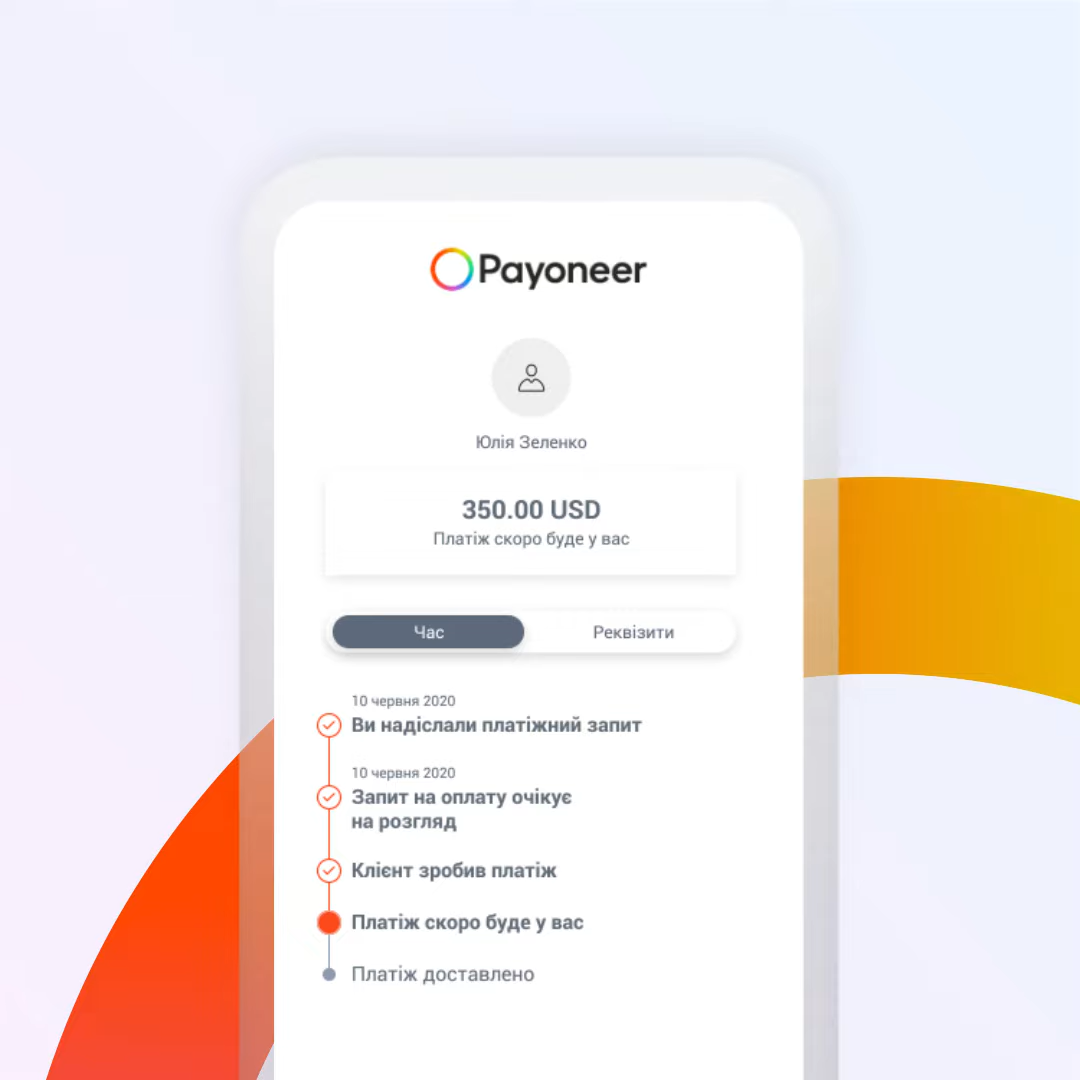 Payoneer
Юлія Зеленко
350.00 USD
Платіж скоро буде у вас
Час
Реквізити
10 червня 2020
Ви надіслали платіжний запит
10 червня 2020
Запит на оплату очікує
на розгляд
Клієнт зробив платіж
Платіж скоро буде у вас
Платіж доставлено